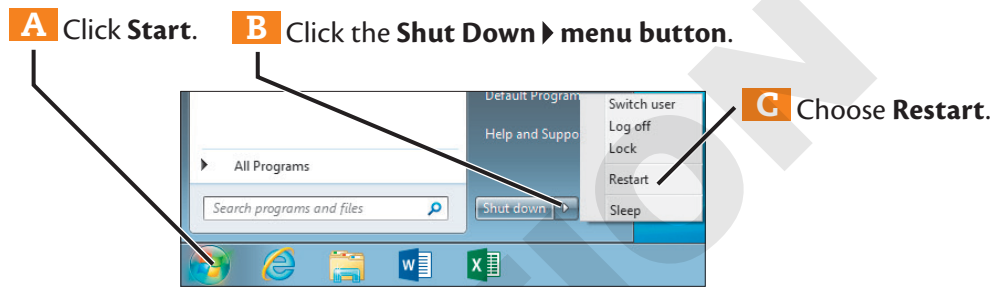 A Click Start.
B Click the Shut Down ▶ menu button.
Default Program
Switch user
Log off
C Choose Restart.
Help and Suppo
Lock
All Programs
Restart
Search programs and files
Shut down
Sleep
W
X
ION